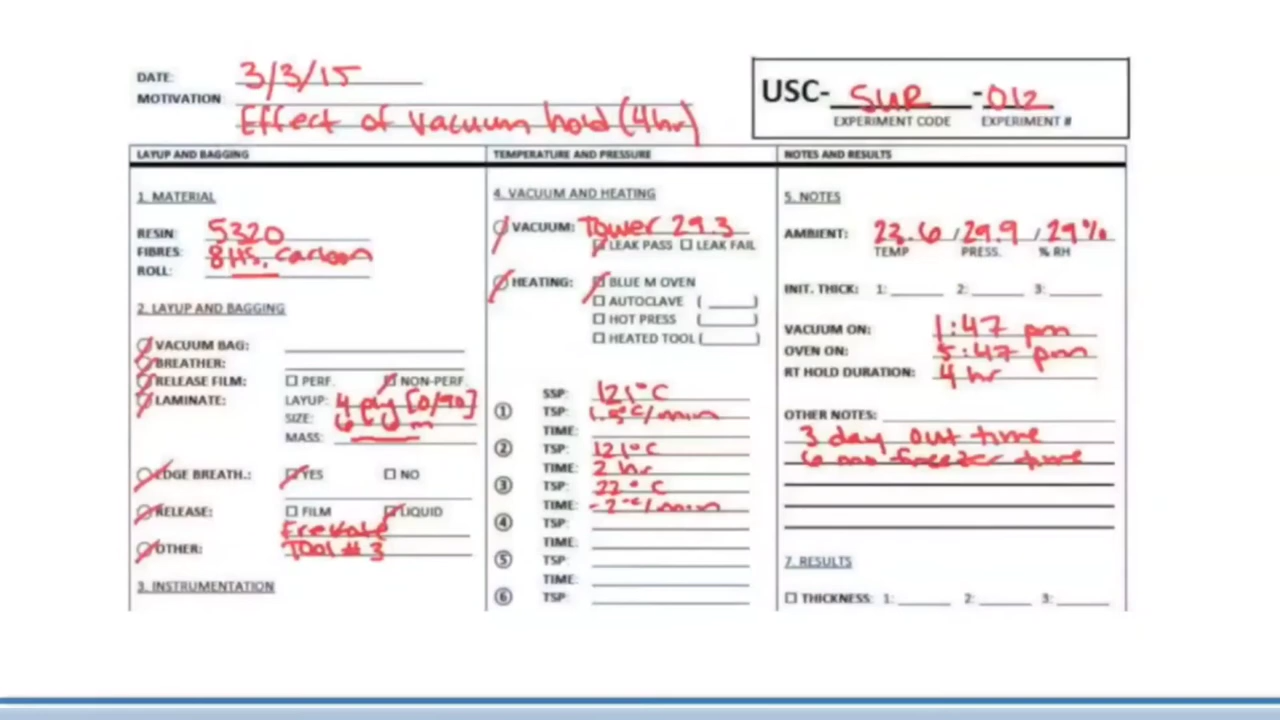 DATE: 3/3/15
MOTIVATION Effect of vacuum hold (4hr)
USC- SUR -012
EXPERIMENT CODE EXPERIMENT #
LAYUP AND BAGGING
1. MATERIAL
RESIN: 5320
FIBRES: 8HS. carbon
ROLL:
2. LAYUP AND BAGGING
VACUUM BAG:
BREATHER:
RELEASE FILM: PERF. NON-PERF.
LAMINATE: LAYUP: 4 ply [0/90]
SIZE:
MASS:
EDGE BREATH.: YES NO
RELEASE: FILM LIQUID
Frekote
OTHER: Tool #3
3. INSTRUMENTATION
TEMPERATURE AND PRESSURE
4. VACUUM AND HEATING
VACUUM: Tower 29.3
LEAK PASS LEAK FAIL
HEATING: BLUE M OVEN
AUTOCLAVE ( )
HOT PRESS ( )
HEATED TOOL ( )
SSP: 121°C
1 TSP: 1.5°C/min
TIME:
2 TSP: 121°C
TIME: 2 hr
3 TSP: 22°C
TIME: -2°C/min
4 TSP:
TIME:
5 TSP:
TIME:
6 TSP:
NOTES AND RESULTS
5. NOTES
AMBIENT: 23.6 / 29.9 / 29%
TEMP PRESS. % RH
INIT. THICK: 1: 2: 3:
VACUUM ON: 1:47 pm
OVEN ON: 5:47 pm
RT HOLD DURATION: 4 hr
OTHER NOTES:
3 day out time
6 mo freezer time
7. RESULTS
THICKNESS: 1: 2: 3: